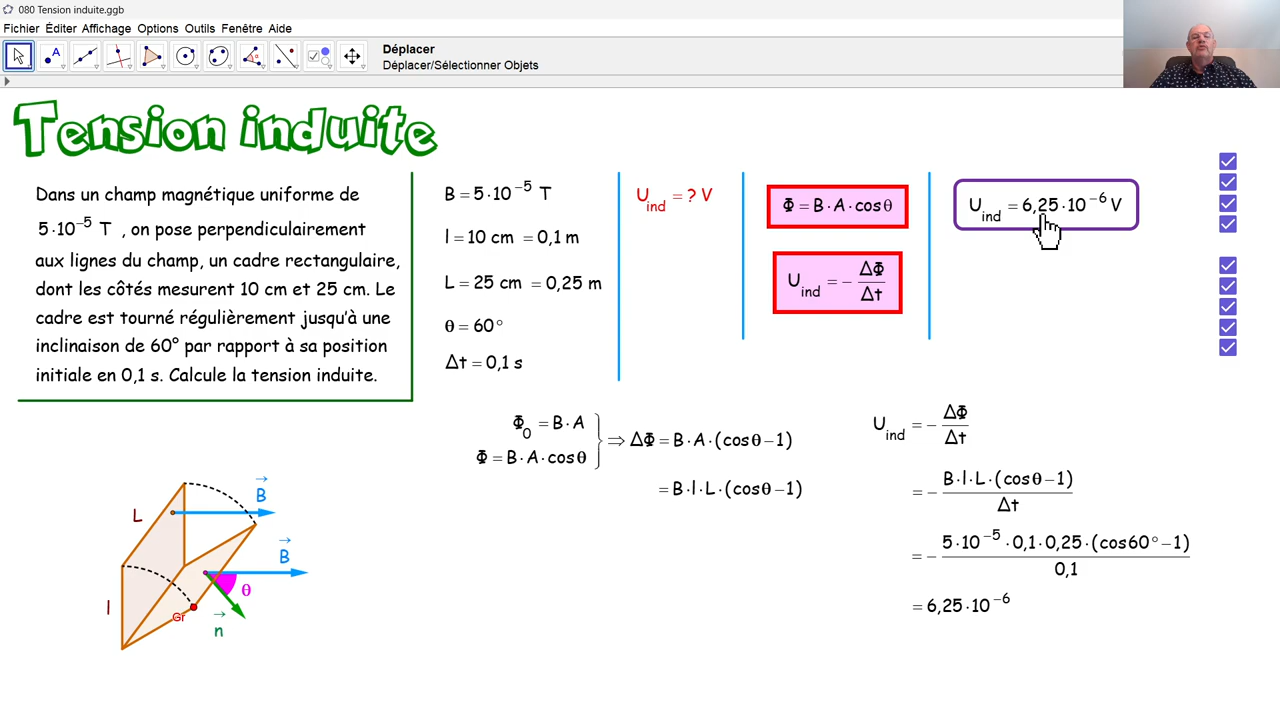 080 Tension induite.ggb
Fichier Éditer Affichage Options Outils Fenêtre Aide
A
Déplacer
Déplacer/Sélectionner Objets
Tension induite
Dans un champ magnétique uniforme de
5·10⁻⁵ T , on pose perpendiculairement
aux lignes du champ, un cadre rectangulaire,
dont les côtés mesurent 10 cm et 25 cm. Le
cadre est tourné régulièrement jusqu'à une
inclinaison de 60° par rapport à sa position
initiale en 0,1 s. Calcule la tension induite.
B = 5·10⁻⁵ T
l = 10 cm = 0,1 m
L = 25 cm = 0,25 m
θ = 60°
Δt = 0,1 s
U_ind = ? V
Φ = B·A·cosθ
U_ind = − ΔΦ/Δt
U_ind = 6,25·10⁻⁶ V
Φ₀ = B·A
Φ = B·A·cosθ
⇒ ΔΦ = B·A·(cosθ−1)
= B·l·L·(cosθ−1)
U_ind = − ΔΦ/Δt
= − B·l·L·(cosθ−1)/Δt
= − 5·10⁻⁵·0,1·0,25·(cos60°−1)/0,1
= 6,25·10⁻⁶
L
B
B
θ
l
Gr
n